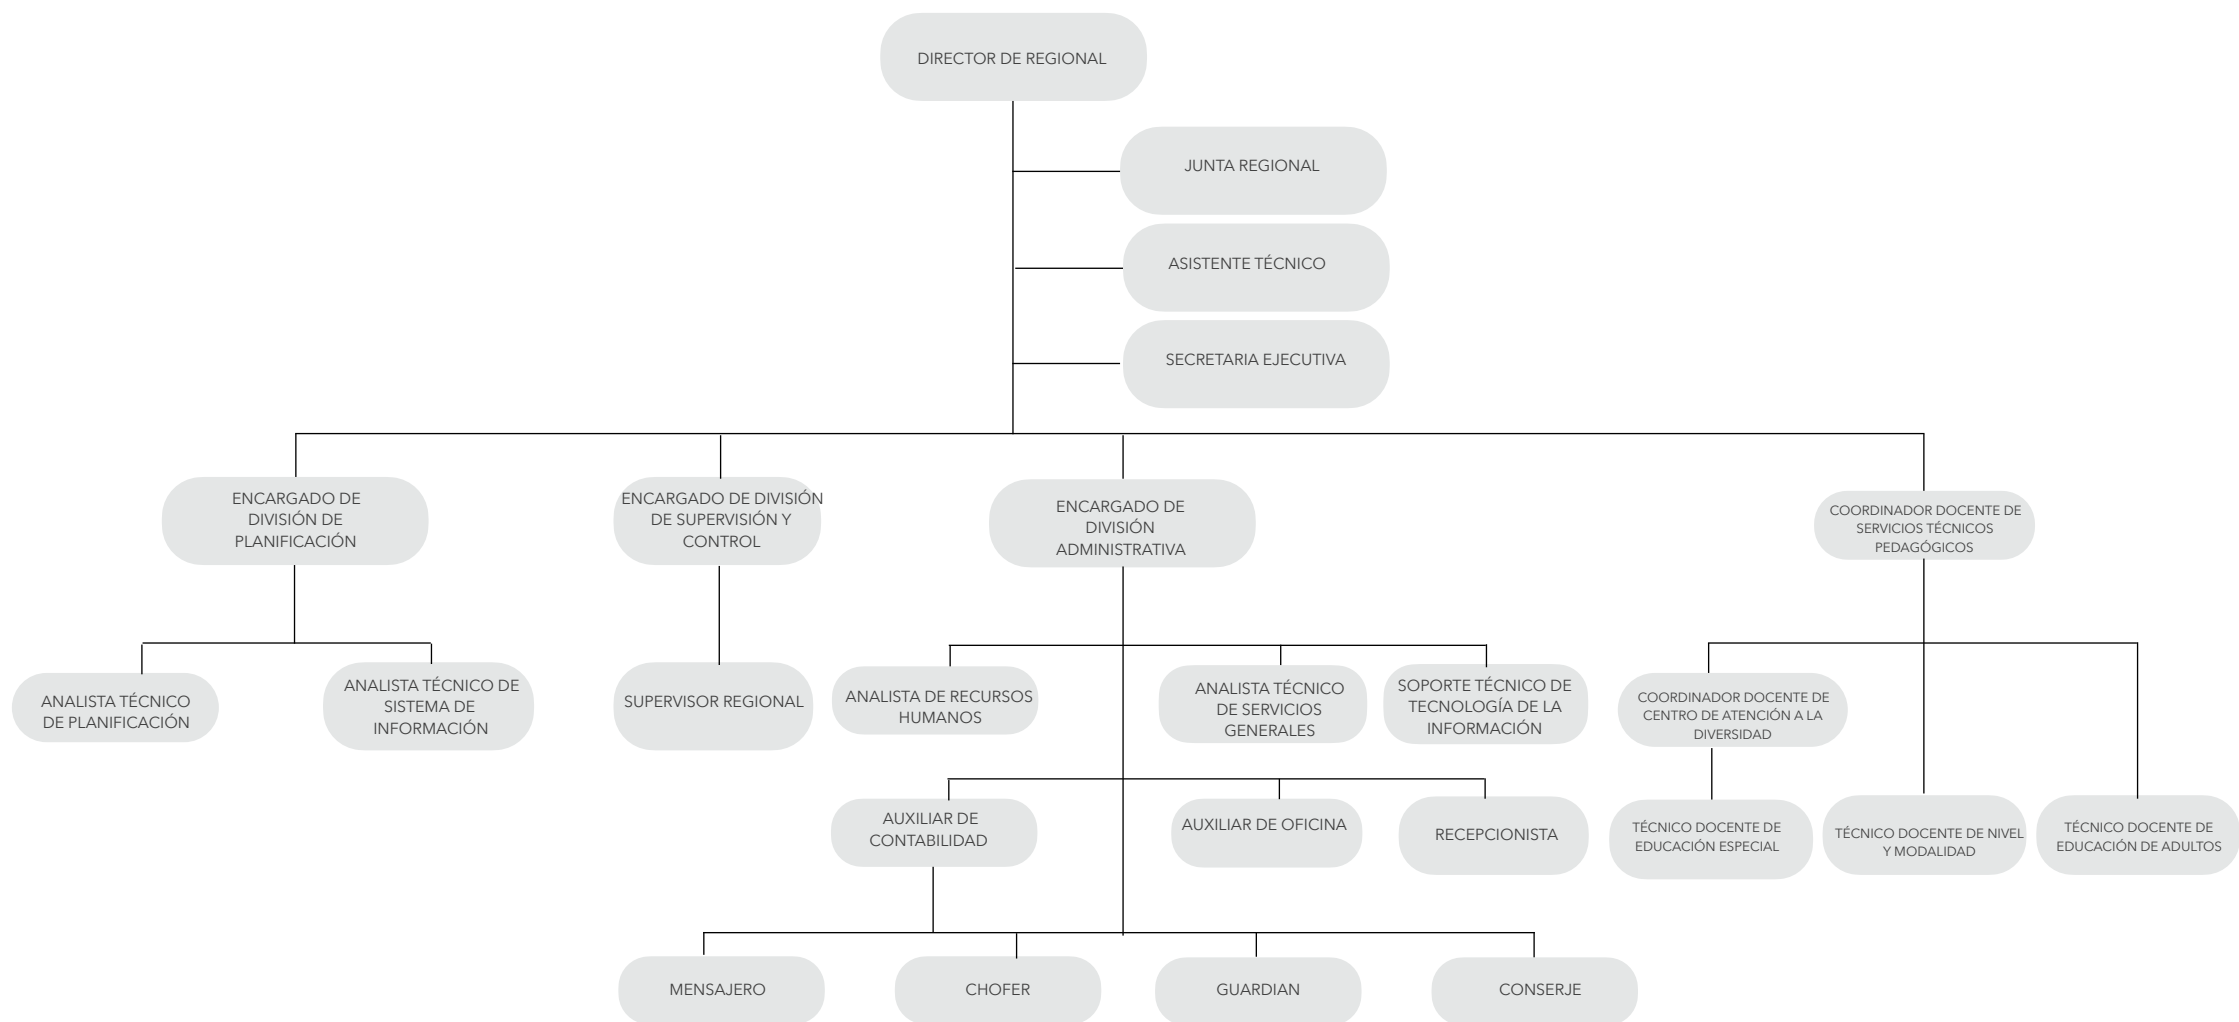 DIRECTOR DE REGIONAL
JUNTA REGIONAL
ASISTENTE TÉCNICO
SECRETARIA EJECUTIVA
ENCARGADO DE
DIVISIÓN DE
PLANIFICACIÓN
ENCARGADO DE DIVISIÓN
DE SUPERVISIÓN Y
CONTROL
ENCARGADO DE
DIVISIÓN
ADMINISTRATIVA
COORDINADOR DOCENTE DE
SERVICIOS TÉCNICOS
PEDAGÓGICOS
ANALISTA TÉCNICO
DE PLANIFICACIÓN
ANALISTA TÉCNICO DE
SISTEMA DE
INFORMACIÓN
SUPERVISOR REGIONAL
ANALISTA DE RECURSOS
HUMANOS
ANALISTA TÉCNICO
DE SERVICIOS
GENERALES
SOPORTE TÉCNICO DE
TECNOLOGÍA DE LA
INFORMACIÓN
COORDINADOR DOCENTE DE
CENTRO DE ATENCIÓN A LA
DIVERSIDAD
AUXILIAR DE
CONTABILIDAD
AUXILIAR DE OFICINA
RECEPCIONISTA
TÉCNICO DOCENTE DE
EDUCACIÓN ESPECIAL
TÉCNICO DOCENTE DE NIVEL
Y MODALIDAD
TÉCNICO DOCENTE DE
EDUCACIÓN DE ADULTOS
MENSAJERO
CHOFER
GUARDIAN
CONSERJE